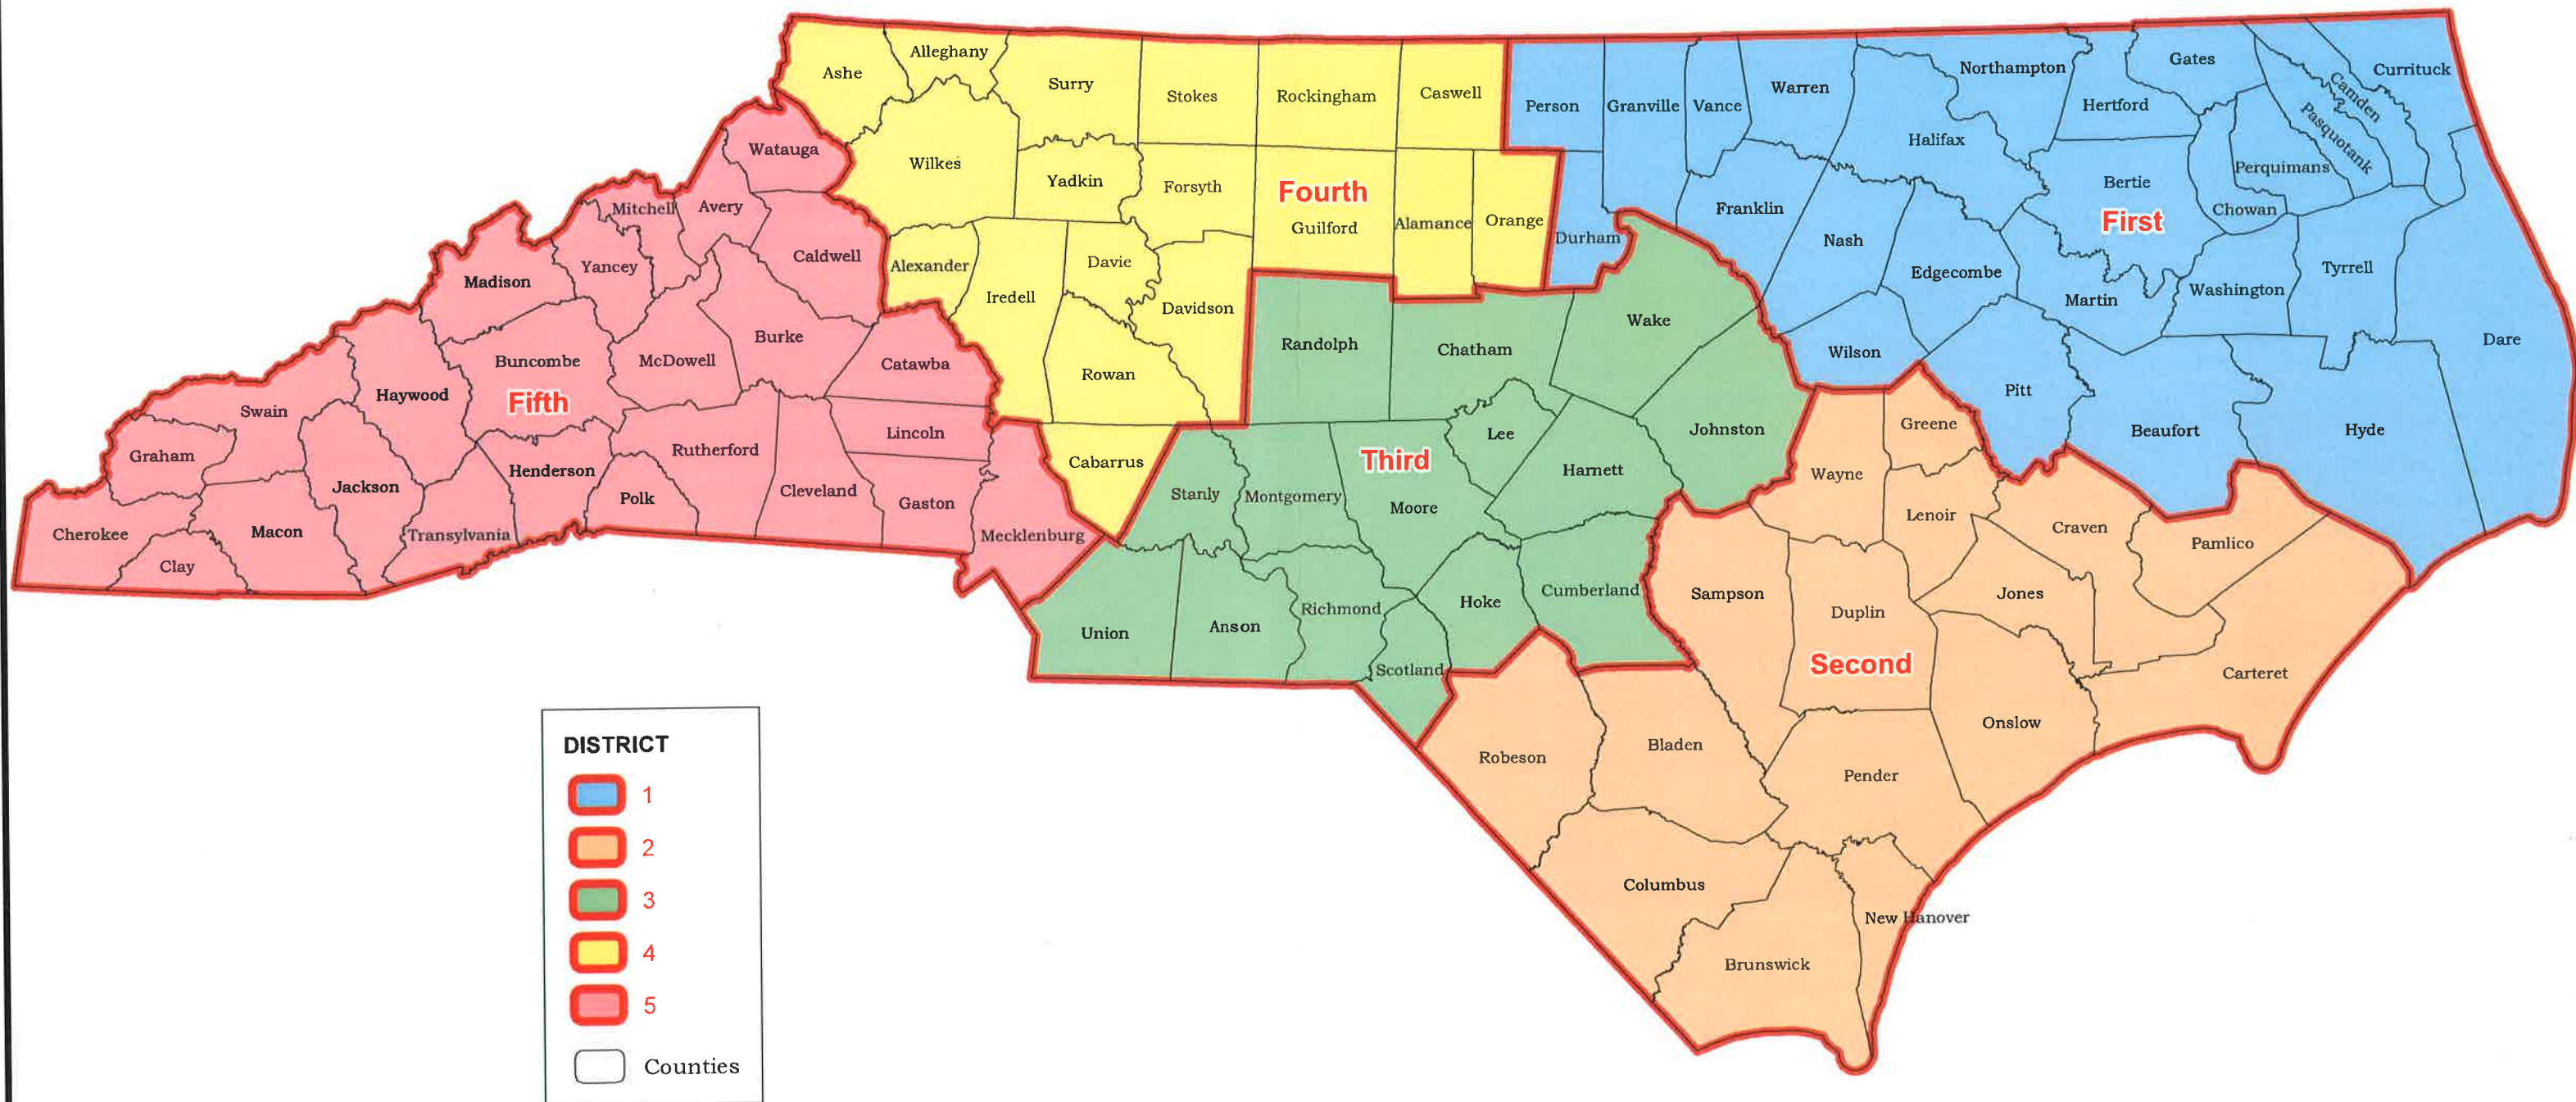 Ashe
Alleghany
Surry
Stokes
Rockingham
Caswell
Person
Granville
Vance
Warren
Northampton
Gates
Currituck
Camden
Pasquotank
Hertford
Halifax
Perquimans
Bertie
Chowan
First
Watauga
Wilkes
Yadkin
Forsyth
Fourth
Guilford
Alamance
Orange
Durham
Franklin
Nash
Edgecombe
Martin
Washington
Tyrrell
Dare
Mitchell
Avery
Yancey
Madison
Caldwell
Alexander
Iredell
Davie
Davidson
Rowan
Randolph
Chatham
Wake
Wilson
Pitt
Beaufort
Hyde
Buncombe
Fifth
McDowell
Burke
Catawba
Haywood
Swain
Graham
Jackson
Henderson
Polk
Rutherford
Cleveland
Lincoln
Gaston
Mecklenburg
Cabarrus
Stanly
Montgomery
Third
Moore
Lee
Harnett
Johnston
Wayne
Greene
Lenoir
Craven
Pamlico
Cherokee
Clay
Macon
Transylvania
Union
Anson
Richmond
Scotland
Hoke
Cumberland
Sampson
Duplin
Jones
Second
Carteret
Onslow
Robeson
Bladen
Pender
Columbus
New Hanover
Brunswick
DISTRICT
1
2
3
4
5
Counties